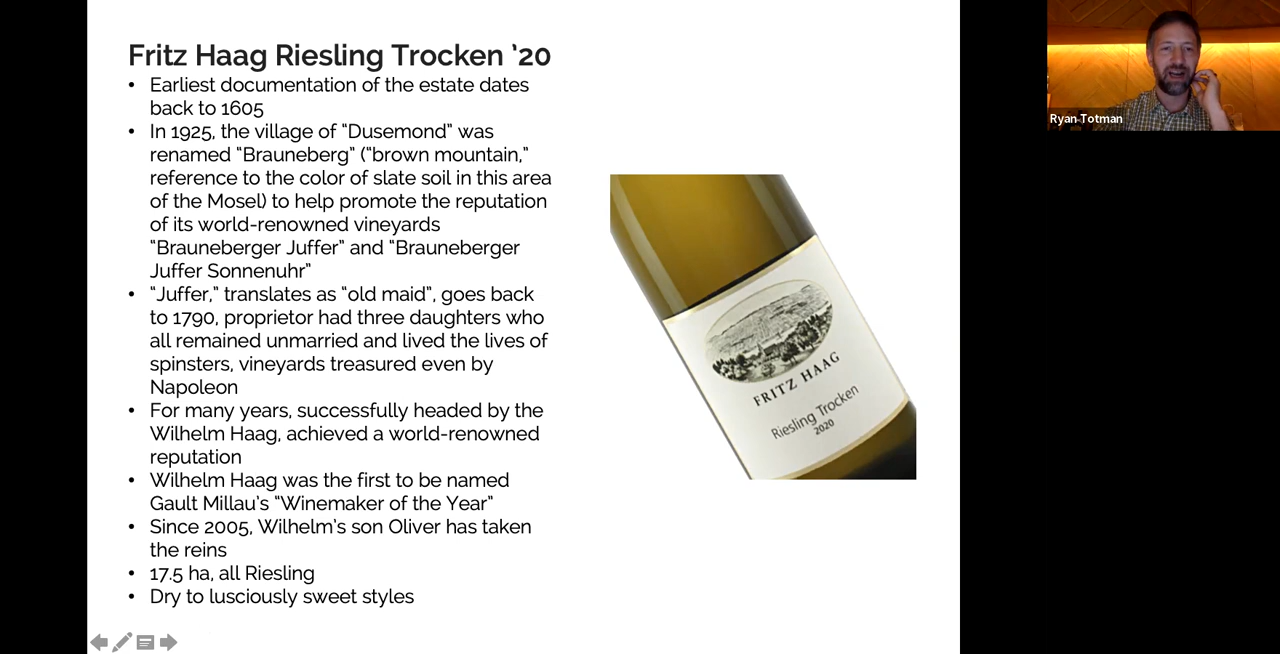 Fritz Haag Riesling Trocken ’20
• Earliest documentation of the estate dates
back to 1605
• In 1925, the village of “Dusemond” was
renamed “Brauneberg” (“brown mountain,”
reference to the color of slate soil in this area
of the Mosel) to help promote the reputation
of its world-renowned vineyards
“Brauneberger Juffer” and “Brauneberger
Juffer Sonnenuhr”
• “Juffer,” translates as “old maid”, goes back
to 1790, proprietor had three daughters who
all remained unmarried and lived the lives of
spinsters, vineyards treasured even by
Napoleon
• For many years, successfully headed by the
Wilhelm Haag, achieved a world-renowned
reputation
• Wilhelm Haag was the first to be named
Gault Millau’s “Winemaker of the Year”
• Since 2005, Wilhelm’s son Oliver has taken
the reins
• 17.5 ha, all Riesling
• Dry to lusciously sweet styles
FRITZ HAAG
Riesling Trocken
2020
Ryan Totman